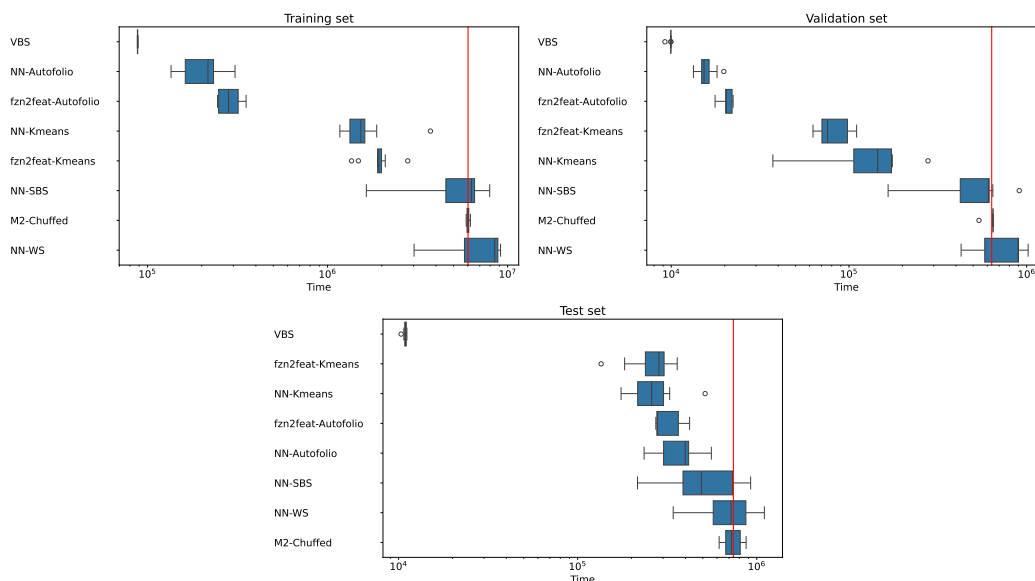 Training set
VBS
NN-Autofolio
fzn2feat-Autofolio
NN-Kmeans
fzn2feat-Kmeans
NN-SBS
M2-Chuffed
NN-WS
10^5
10^6
10^7
Time
Validation set
VBS
NN-Autofolio
fzn2feat-Autofolio
fzn2feat-Kmeans
NN-Kmeans
NN-SBS
M2-Chuffed
NN-WS
10^4
10^5
10^6
Time
Test set
VBS
fzn2feat-Kmeans
NN-Kmeans
fzn2feat-Autofolio
NN-Autofolio
NN-SBS
NN-WS
M2-Chuffed
10^4
10^5
10^6
Time